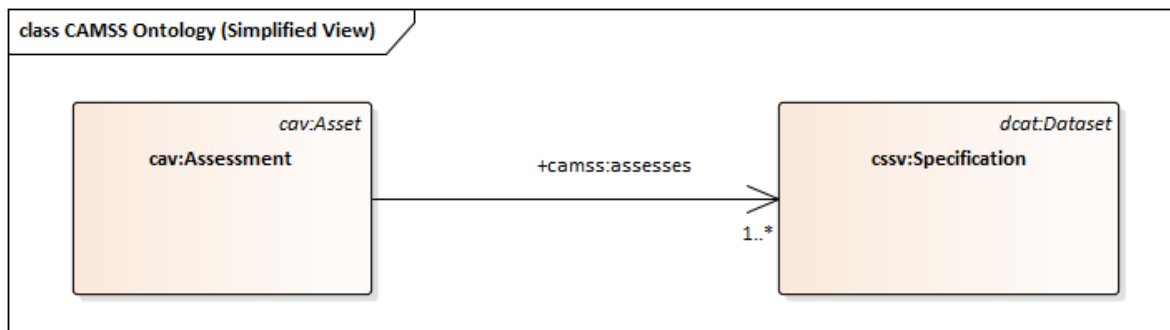 class CAMSS Ontology (Simplified View)
cav:Asset
cav:Assessment
+camss:assesses
1..*
dcat:Dataset
cssv:Specification